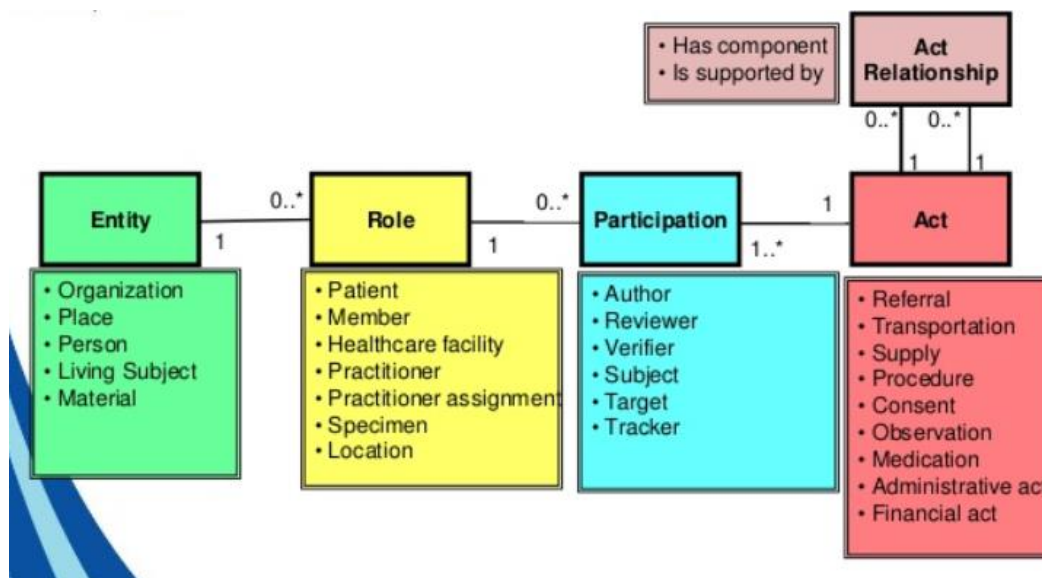 • Has component
• Is supported by
Act
Relationship
0..*
0..*
1
1
Entity
0..*
1
Role
0..*
1
Participation
1
1..*
Act
• Organization
• Place
• Person
• Living Subject
• Material
• Patient
• Member
• Healthcare facility
• Practitioner
• Practitioner assignment
• Specimen
• Location
• Author
• Reviewer
• Verifier
• Subject
• Target
• Tracker
• Referral
• Transportation
• Supply
• Procedure
• Consent
• Observation
• Medication
• Administrative act
• Financial act